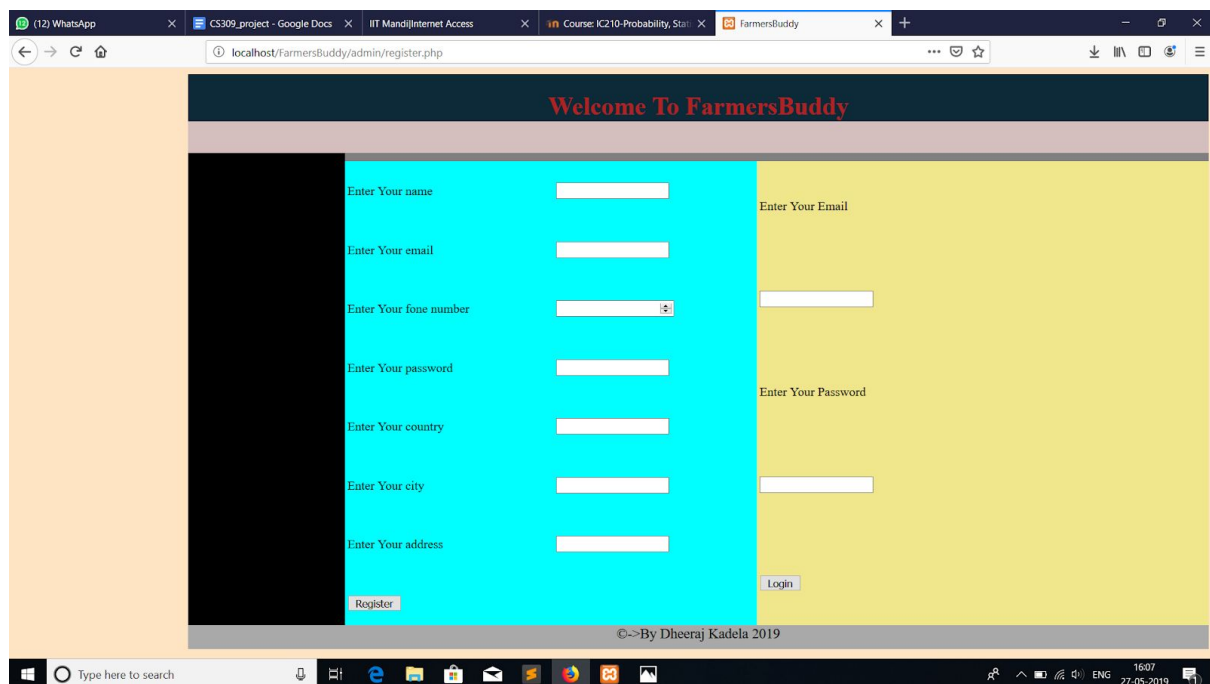 (12) WhatsApp
CS309_project - Google Docs
IIT Mandi|Internet Access
Course: IC210-Probability, Stati
FarmersBuddy
localhost/FarmersBuddy/admin/register.php
Welcome To FarmersBuddy
Enter Your name
Enter Your email
Enter Your fone number
Enter Your password
Enter Your country
Enter Your city
Enter Your address
Register
Enter Your Email
Enter Your Password
Login
©->By Dheeraj Kadela 2019
Type here to search
ENG
16:07
27-05-2019